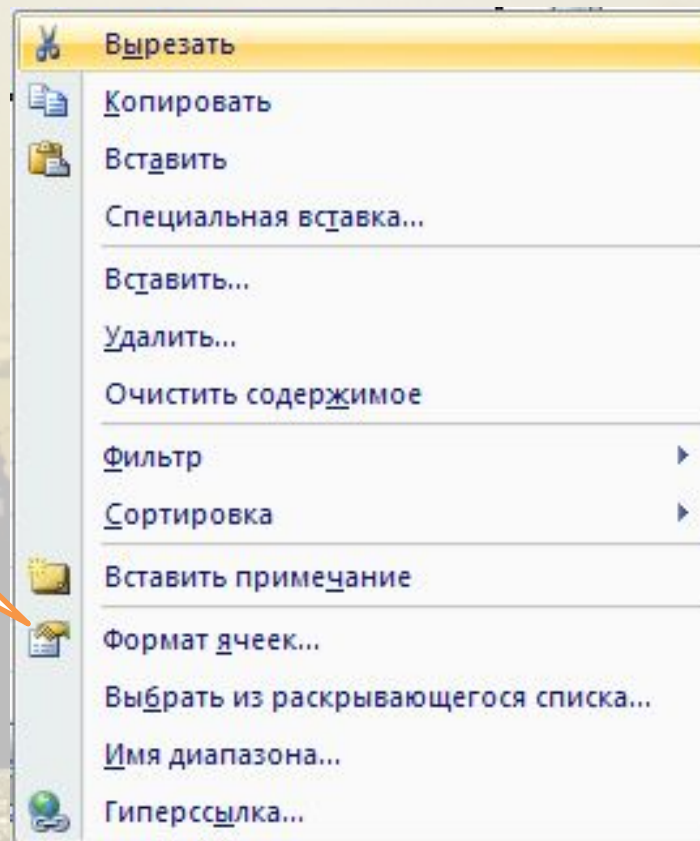 Вырезать
Копировать
Вставить
Специальная вставка...
Вставить...
Удалить...
Очистить содержимое
Фильтр
Сортировка
Вставить примечание
Формат ячеек...
Выбрать из раскрывающегося списка...
Имя диапазона...
Гиперссылка...